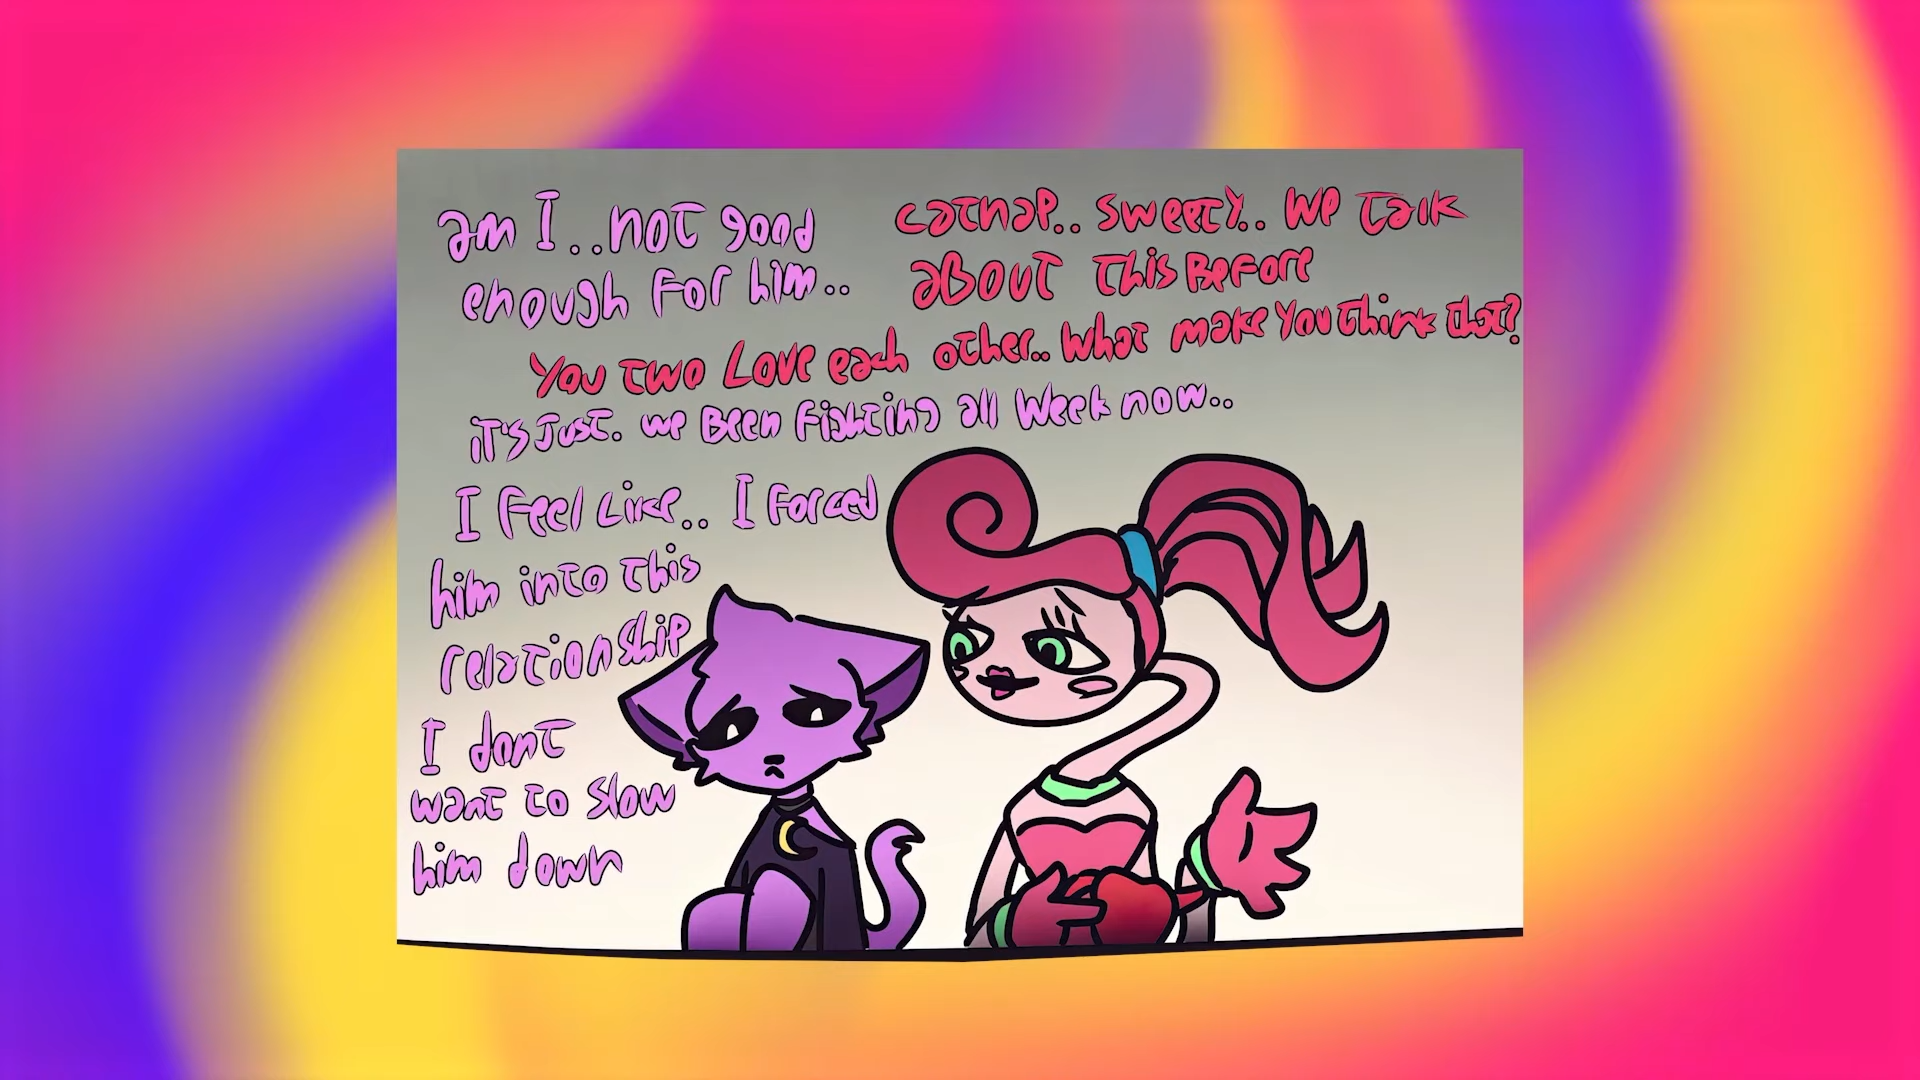 am I..not good
enough For him..
catnap.. sweety.. we talk
about this Before
You two Love each other.. What make You think that?
it's Just. we Been Fighting all Week now..
I Feel Like.. I Forced
him into this
relationship
I dont
want to Slow
him down